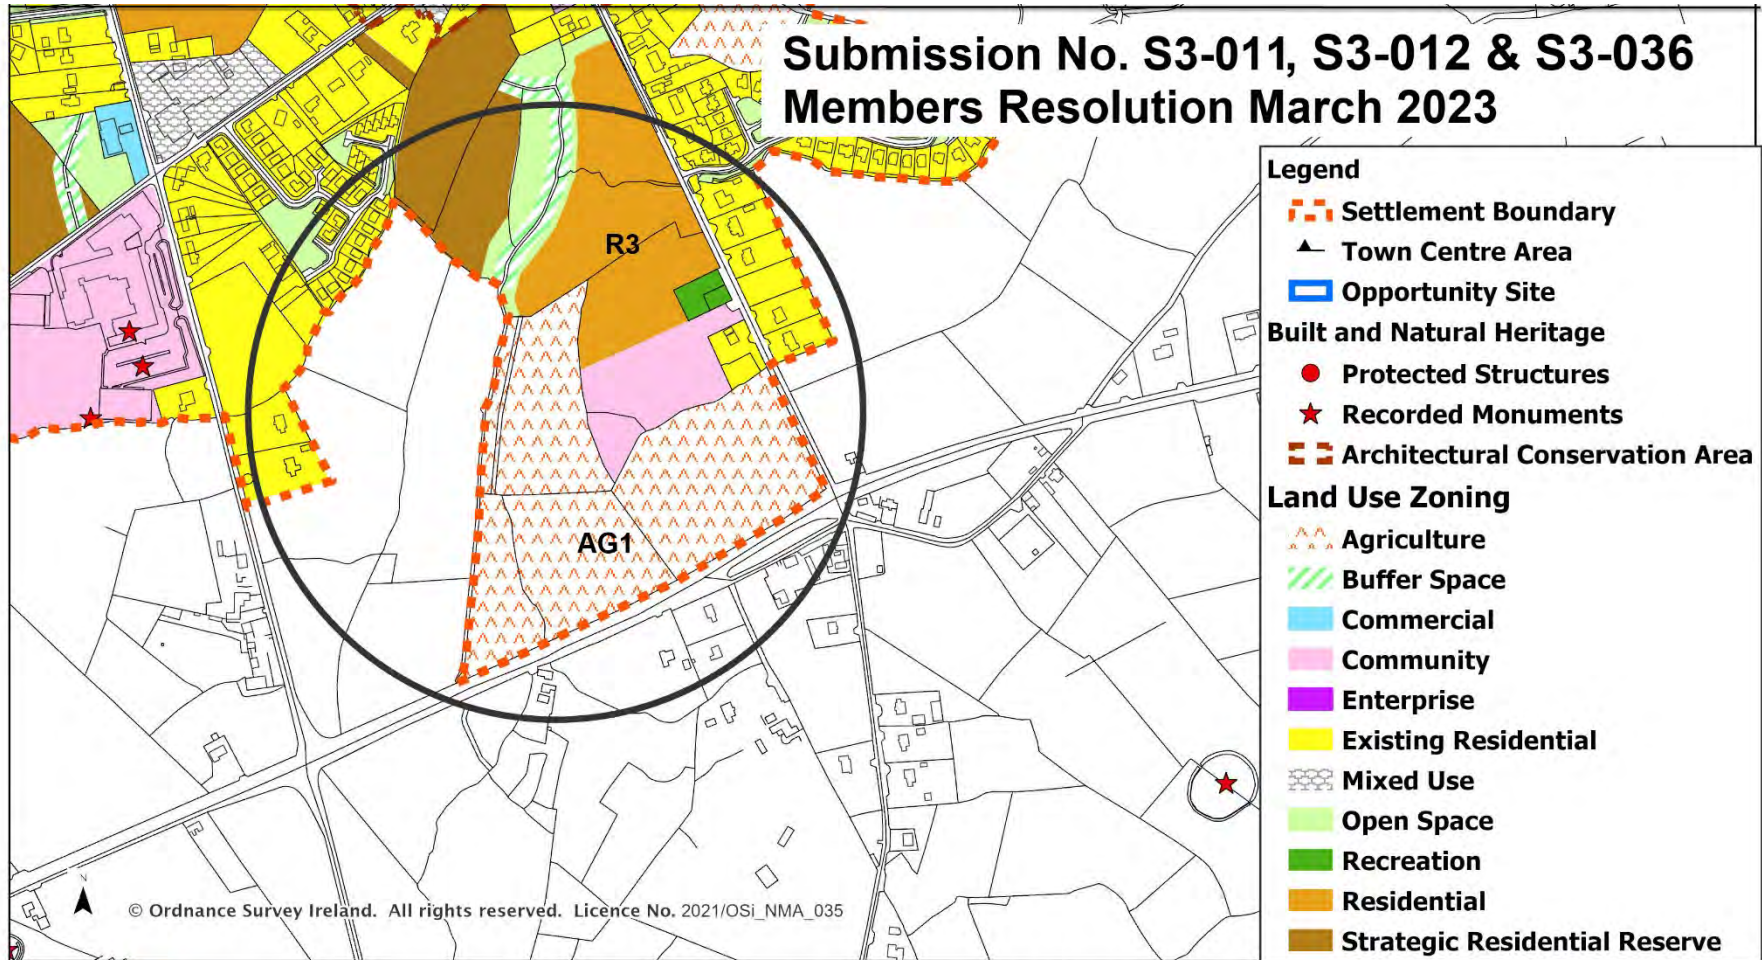 Submission No. S3-011, S3-012 & S3-036
Members Resolution March 2023
Legend
Settlement Boundary
Town Centre Area
Opportunity Site
Built and Natural Heritage
Protected Structures
Recorded Monuments
Architectural Conservation Area
Land Use Zoning
Agriculture
Buffer Space
Commercial
Community
Enterprise
Existing Residential
Mixed Use
Open Space
Recreation
Residential
Strategic Residential Reserve
R3
AG1
N
© Ordnance Survey Ireland. All rights reserved. Licence No. 2021/OSi_NMA_035